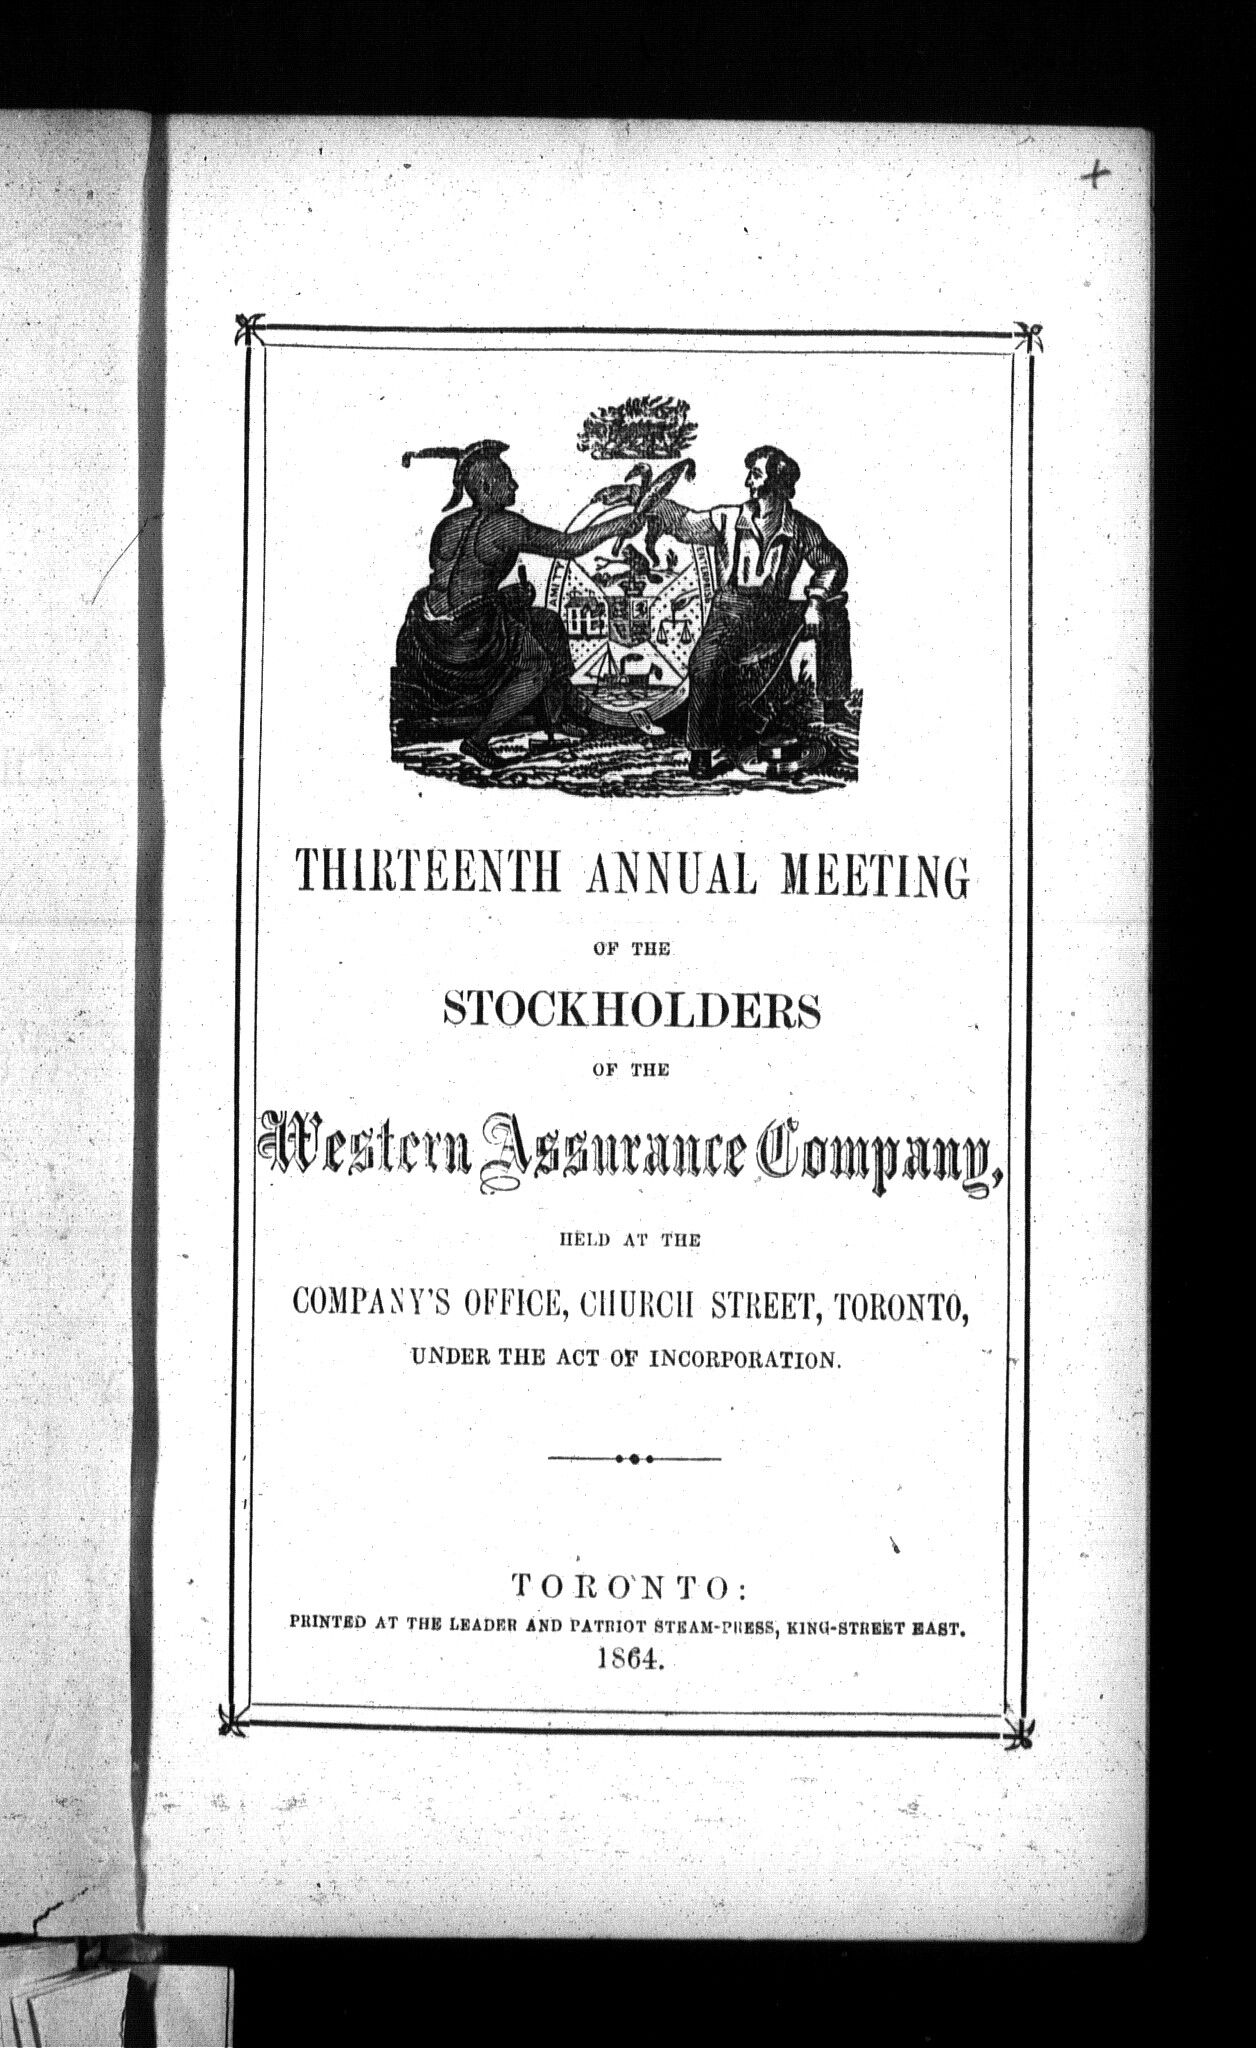 +
AMITY
THIRTEENTH ANNUAL MEETING
OF THE
STOCKHOLDERS
OF THE
Western Assurance Company,
HELD AT THE
COMPANY'S OFFICE, CHURCH STREET, TORONTO,
UNDER THE ACT OF INCORPORATION.
TORONTO:
PRINTED AT THE LEADER AND PATRIOT STEAM-PRESS, KING-STREET EAST.
1864.